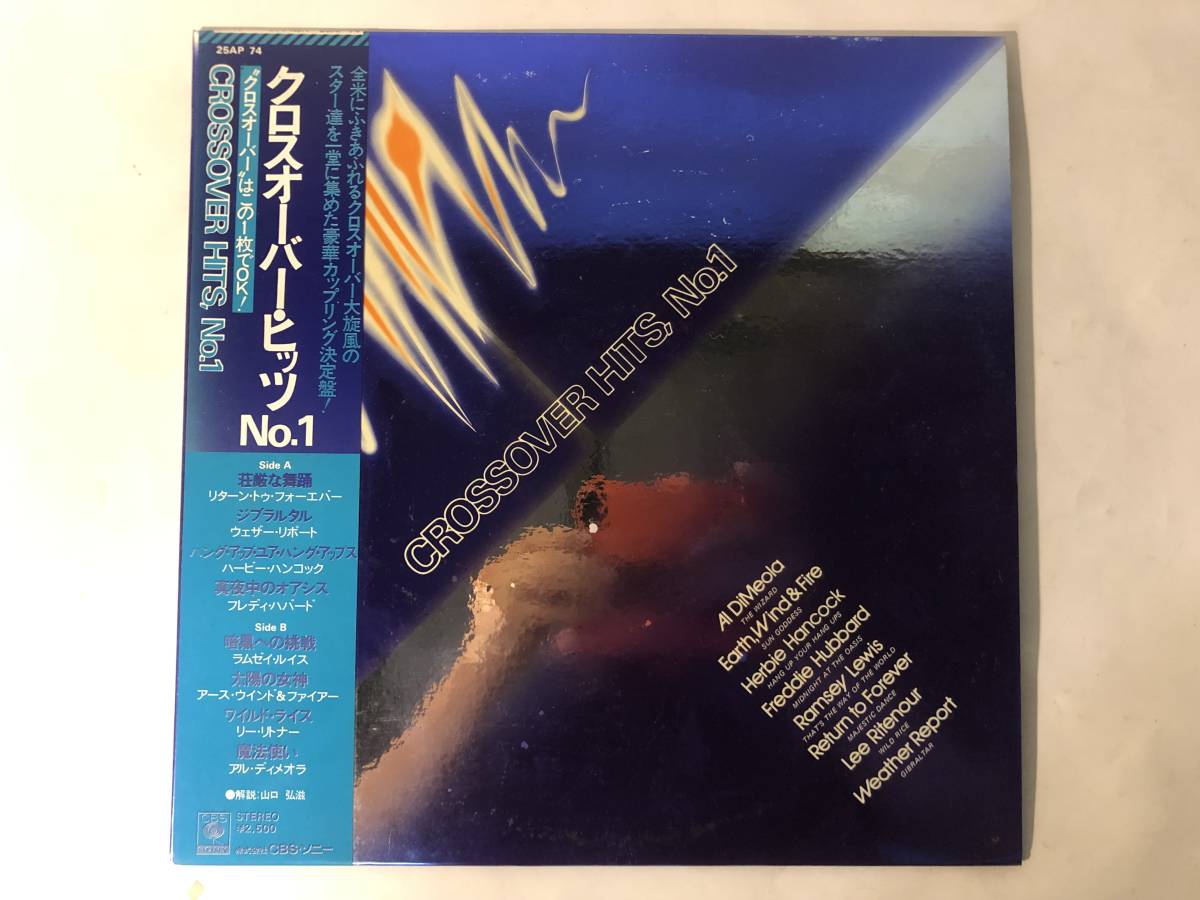 25AP 74
クロスオーバー・ヒッツ
No.1
“クロスオーバー”はこの1枚でOK!
CROSSOVER HITS, No.1
全米にふきあふれるクロスオーバー大旋風の
スター達を一堂に集めた豪華カップリング決定盤!
Side A
荘厳な舞踊
リターン・トゥ・フォーエバー
ジブラルタル
ウェザー・リポート
ハング・アップ・ユア・ハング・アップス
ハービー・ハンコック
真夜中のオアシス
フレディ・ハバード
Side B
暗黒への挑戦
ラムゼイ・ルイス
太陽の女神
アース・ウインド&ファイアー
ワイルド・ライス
リー・リトナー
魔法使い
アル・ディメオラ
●解説:山口 弘滋
CBS
STEREO
¥2,500
株式会社 CBS・ソニー
CROSSOVER HITS, No.1
Al DiMeola
THE WIZARD
Earth,Wind & Fire
SUN GODDESS
Herbie Hancock
HANG UP YOUR HANG UPS
Freddie Hubbard
MIDNIGHT AT THE OASIS
Ramsey Lewis
THAT'S THE WAY OF THE WORLD
Return to Forever
MAJESTIC DANCE
Lee Ritenour
WILD RICE
Weather Report
GIBRALTAR